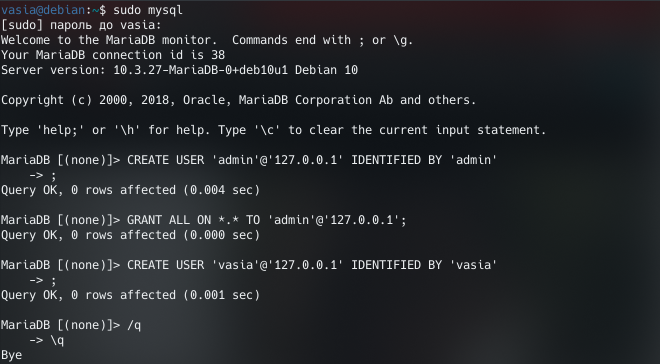 vasia@debian:~$ sudo mysql
[sudo] пароль до vasia:
Welcome to the MariaDB monitor.  Commands end with ; or \g.
Your MariaDB connection id is 38
Server version: 10.3.27-MariaDB-0+deb10u1 Debian 10

Copyright (c) 2000, 2018, Oracle, MariaDB Corporation Ab and others.

Type 'help;' or '\h' for help. Type '\c' to clear the current input statement.

MariaDB [(none)]> CREATE USER 'admin'@'127.0.0.1' IDENTIFIED BY 'admin'
    -> ;
Query OK, 0 rows affected (0.004 sec)

MariaDB [(none)]> GRANT ALL ON *.* TO 'admin'@'127.0.0.1';
Query OK, 0 rows affected (0.000 sec)

MariaDB [(none)]> CREATE USER 'vasia'@'127.0.0.1' IDENTIFIED BY 'vasia'
    -> ;
Query OK, 0 rows affected (0.001 sec)

MariaDB [(none)]> /q
    -> \q
Bye